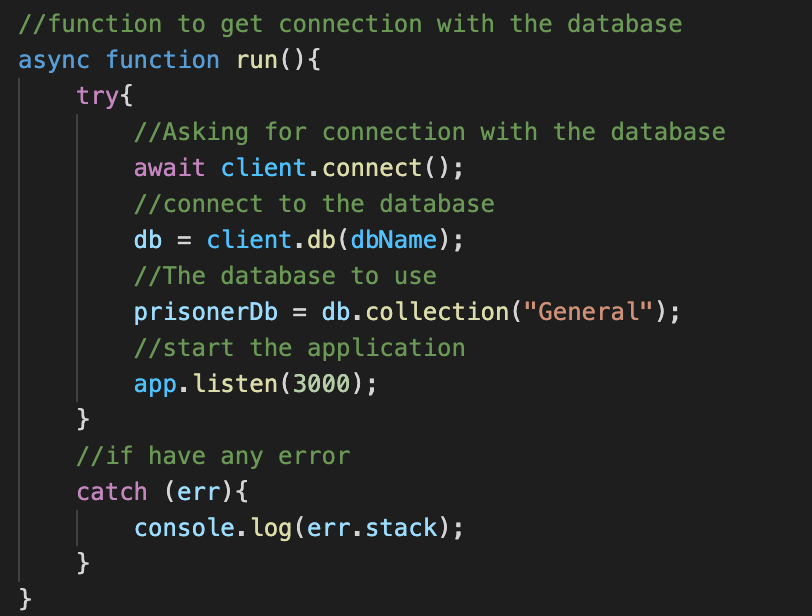 //function to get connection with the database
async function run(){
    try{
        //Asking for connection with the database
        await client.connect();
        //connect to the database
        db = client.db(dbName);
        //The database to use
        prisonerDb = db.collection("General");
        //start the application
        app.listen(3000);
    }
    //if have any error
    catch (err){
        console.log(err.stack);
    }
}